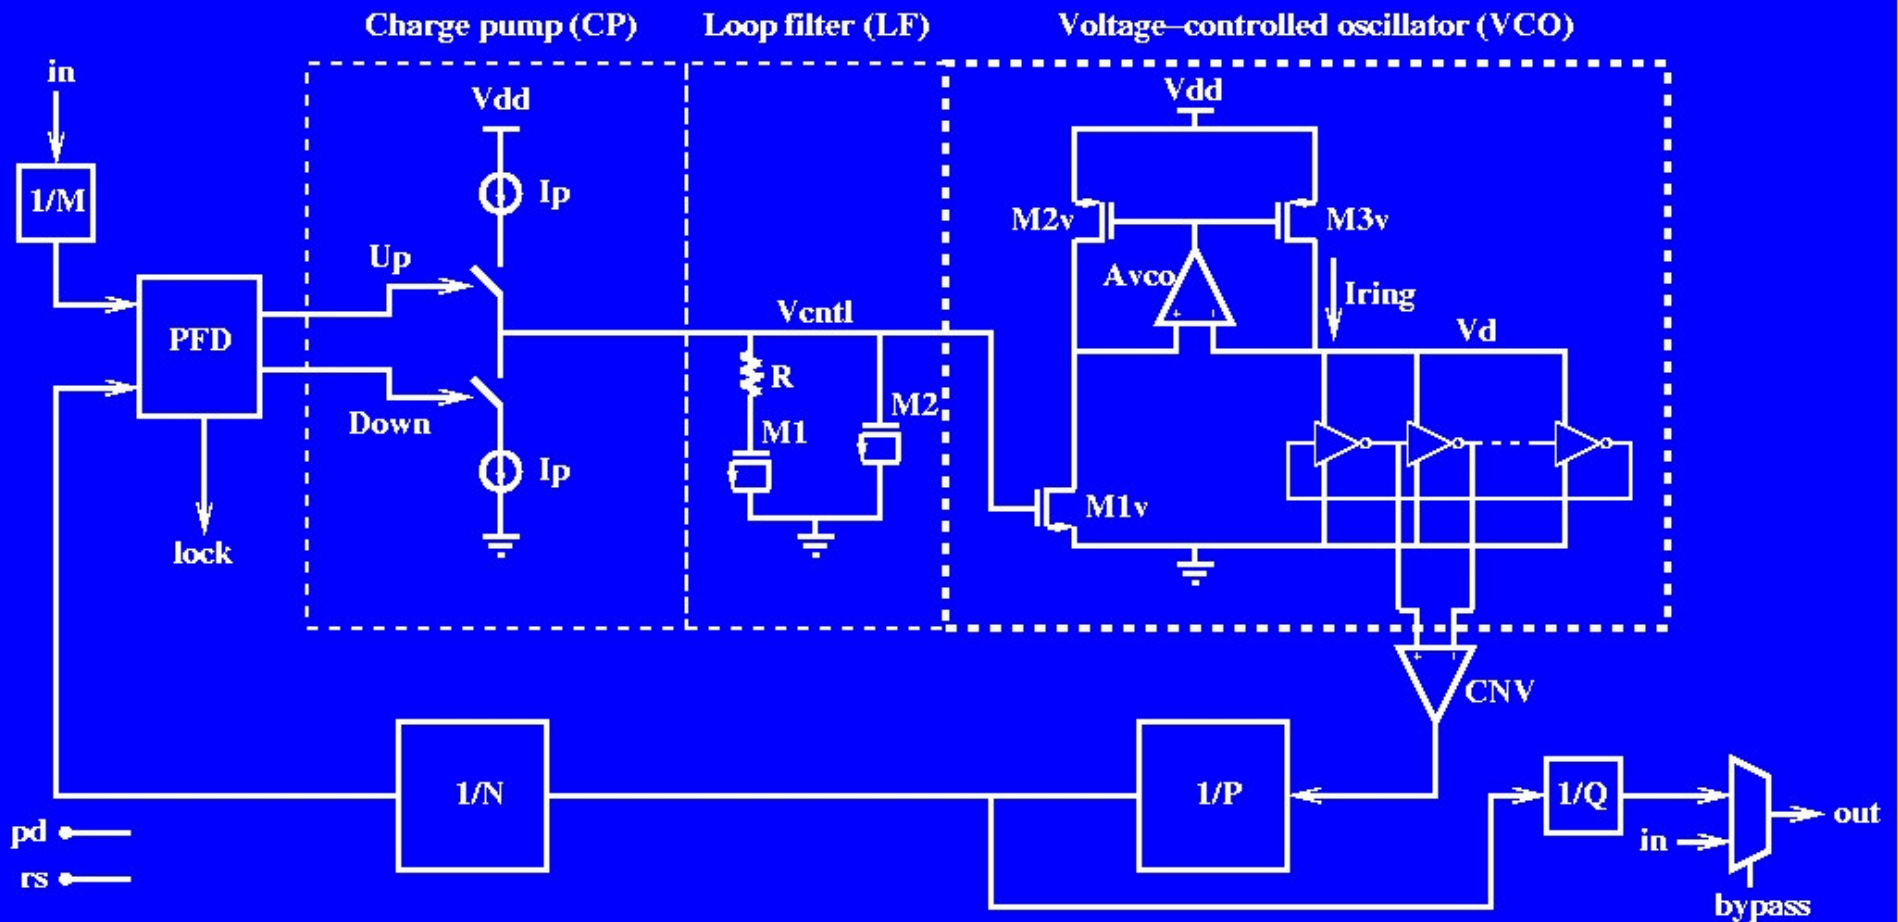 Charge pump (CP)
Loop filter (LF)
Voltage–controlled oscillator (VCO)
in
Vdd
Vdd
1/M
Ip
M2v
M3v
Up
Avco
Iring
+ -
Vcntl
Vd
PFD
R
M2
Down
M1
Ip
M1v
lock
+ -
CNV
1/N
1/P
1/Q
out
in
pd
rs
bypass